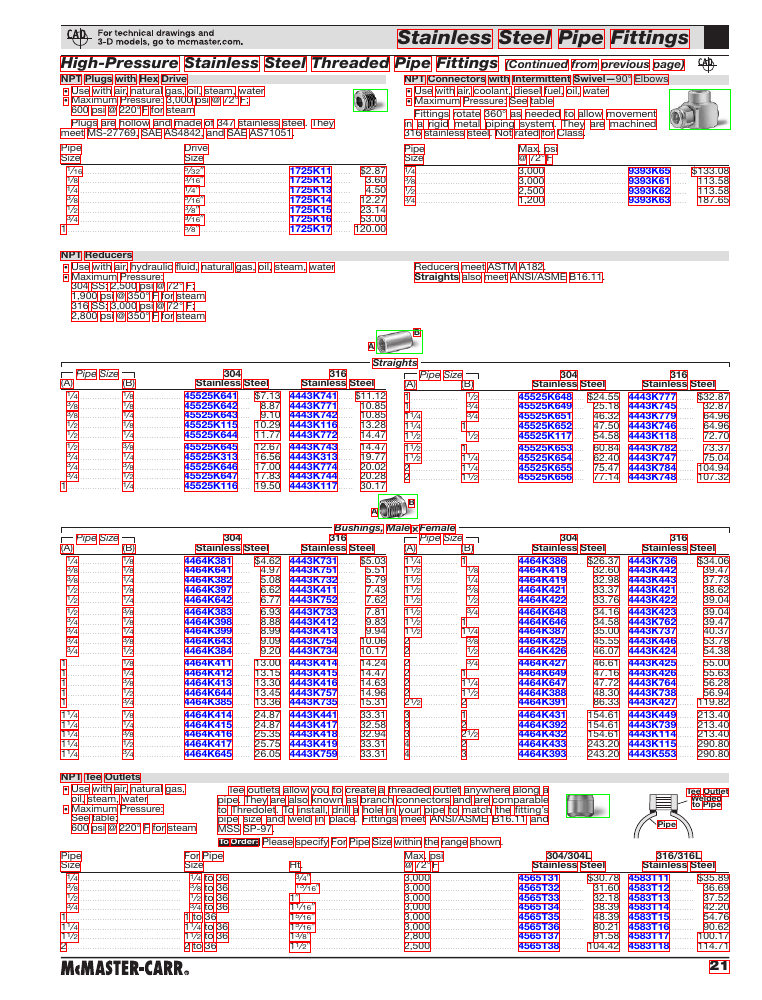 For technical drawings and
3-D models, go to mcmaster.com.
Stainless Steel Pipe Fittings
High-Pressure Stainless Steel Threaded Pipe Fittings (Continued from previous page)
NPT Plugs with Hex Drive
• Use with air, natural gas, oil, steam, water
• Maximum Pressure: 3,000 psi @ 72° F;
600 psi @ 220° F for steam
Plugs are hollow and made of 347 stainless steel. They
meet MS-27769, SAE AS4842, and SAE AS71051.
Pipe Drive
Size Size
1/16 5/32" 1725K11 $2.87
1/8 3/16" 1725K12 3.60
1/4 1/4" 1725K13 4.50
3/8 5/16" 1725K14 12.27
1/2 3/8" 1725K15 23.14
3/4 9/16" 1725K16 53.00
1 5/8" 1725K17 120.00
NPT Connectors with Intermittent Swivel—90° Elbows
• Use with air, coolant, diesel fuel, oil, water
• Maximum Pressure: See table
Fittings rotate 360° as needed to allow movement
in a rigid metal piping system. They are machined
316 stainless steel. Not rated for Class.
Pipe Max. psi
Size @ 72° F
1/4 3,000 9393K65 $133.08
3/8 3,000 9393K61 113.58
1/2 2,500 9393K62 113.58
3/4 1,200 9393K63 187.65
NPT Reducers
• Use with air, hydraulic fluid, natural gas, oil, steam, water
• Maximum Pressure:
304 SS: 2,500 psi @ 72° F;
1,900 psi @ 350° F for steam
316 SS: 3,000 psi @ 72° F;
2,800 psi @ 350° F for steam
Reducers meet ASTM A182.
Straights also meet ANSI/ASME B16.11.
A B
Straights
Pipe Size 304 316
(A) (B) Stainless Steel Stainless Steel
1/4 1/8 45525K641 $7.13 4443K741 $11.12
3/8 1/8 45525K642 8.87 4443K771 10.85
3/8 1/4 45525K643 9.10 4443K742 10.85
1/2 1/8 45525K115 10.29 4443K116 13.28
1/2 1/4 45525K644 11.77 4443K772 14.47
1/2 3/8 45525K645 12.67 4443K743 14.47
3/4 1/4 45525K313 16.56 4443K313 19.77
3/4 3/8 45525K646 17.00 4443K774 20.02
3/4 1/2 45525K647 17.83 4443K744 20.28
1 1/4 45525K116 19.50 4443K117 30.17
Pipe Size 304 316
(A) (B) Stainless Steel Stainless Steel
1 1/2 45525K648 $24.55 4443K777 $32.87
1 3/4 45525K649 25.18 4443K745 32.87
1 1/4 3/4 45525K651 46.32 4443K779 64.96
1 1/4 1 45525K652 47.50 4443K746 64.96
1 1/2 1/2 45525K117 54.58 4443K118 72.70
1 1/2 1 45525K653 60.84 4443K782 73.37
1 1/2 1 1/4 45525K654 62.40 4443K747 75.04
2 1 1/4 45525K655 75.47 4443K784 104.94
2 1 1/2 45525K656 77.14 4443K748 107.32
A B
Bushings, Male x Female
Pipe Size 304 316
(A) (B) Stainless Steel Stainless Steel
1/4 1/8 4464K381 $4.62 4443K731 $5.03
3/8 1/8 4464K641 4.97 4443K751 5.51
3/8 1/4 4464K382 5.08 4443K732 5.79
1/2 1/8 4464K397 6.62 4443K411 7.43
1/2 1/4 4464K642 6.77 4443K752 7.62
1/2 3/8 4464K383 6.93 4443K733 7.81
3/4 1/8 4464K398 8.88 4443K412 9.83
3/4 1/4 4464K399 8.99 4443K413 9.94
3/4 3/8 4464K643 9.09 4443K754 10.06
3/4 1/2 4464K384 9.20 4443K734 10.17
1 1/8 4464K411 13.00 4443K414 14.24
1 1/4 4464K412 13.15 4443K415 14.47
1 3/8 4464K413 13.30 4443K416 14.63
1 1/2 4464K644 13.45 4443K757 14.96
1 3/4 4464K385 13.36 4443K735 15.31
1 1/4 1/8 4464K414 24.87 4443K441 33.31
1 1/4 1/4 4464K415 24.87 4443K417 32.58
1 1/4 3/8 4464K416 25.35 4443K418 32.94
1 1/4 1/2 4464K417 25.75 4443K419 33.31
1 1/4 3/4 4464K645 26.05 4443K759 33.31
Pipe Size 304 316
(A) (B) Stainless Steel Stainless Steel
1 1/4 1 4464K386 $26.37 4443K736 $34.06
1 1/2 1/8 4464K418 32.60 4443K442 39.47
1 1/2 1/4 4464K419 32.98 4443K443 37.73
1 1/2 3/8 4464K421 33.37 4443K421 38.62
1 1/2 1/2 4464K422 33.76 4443K422 39.04
1 1/2 3/4 4464K648 34.16 4443K423 39.04
1 1/2 1 4464K646 34.58 4443K762 39.47
1 1/2 1 1/4 4464K387 35.00 4443K737 40.37
2 3/8 4464K425 45.55 4443K446 53.78
2 1/2 4464K426 46.07 4443K424 54.38
2 3/4 4464K427 46.61 4443K425 55.00
2 1 4464K649 47.16 4443K426 55.63
2 1 1/4 4464K647 47.72 4443K764 56.28
2 1 1/2 4464K388 48.30 4443K738 56.94
2 1/2 2 4464K391 86.33 4443K427 119.82
3 1 4464K431 154.61 4443K449 213.40
3 2 4464K392 154.61 4443K739 213.40
3 2 1/2 4464K432 154.61 4443K114 213.40
4 2 4464K433 243.20 4443K115 290.80
4 3 4464K393 243.20 4443K553 290.80
NPT Tee Outlets
• Use with air, natural gas,
oil, steam, water
• Maximum Pressure:
See table;
600 psi @ 220° F for steam
Tee outlets allow you to create a threaded outlet anywhere along a
pipe. They are also known as branch connectors and are comparable
to Thredolet. To install, drill a hole in your pipe to match the fitting's
pipe size and weld in place. Fittings meet ANSI/ASME B16.11 and
MSS SP-97.
To Order: Please specify For Pipe Size within the range shown.
Tee Outlet
Welded
to Pipe
Pipe
Pipe For Pipe Max. psi 304/304L 316/316L
Size Size Ht. @ 72° F Stainless Steel Stainless Steel
1/4 1/4 to 36 3/4" 3,000 4565T31 $30.78 4583T11 $35.89
3/8 3/8 to 36 3,000 4565T32 31.60 4583T12 36.69
1/2 1/2 to 36 1" 3,000 4565T33 32.18 4583T13 37.52
3/4 3/4 to 36 1 1/16" 3,000 4565T34 38.39 4583T14 42.20
1 1 to 36 1 5/16" 3,000 4565T35 48.39 4583T15 54.76
1 1/4 1 1/4 to 36 1 5/16" 3,000 4565T36 80.21 4583T16 90.62
1 1/2 1 1/2 to 36 1 3/8" 2,800 4565T37 91.58 4583T17 100.17
2 2 to 36 1 1/2" 2,500 4565T38 104.42 4583T18 114.71
McMASTER-CARR®
21